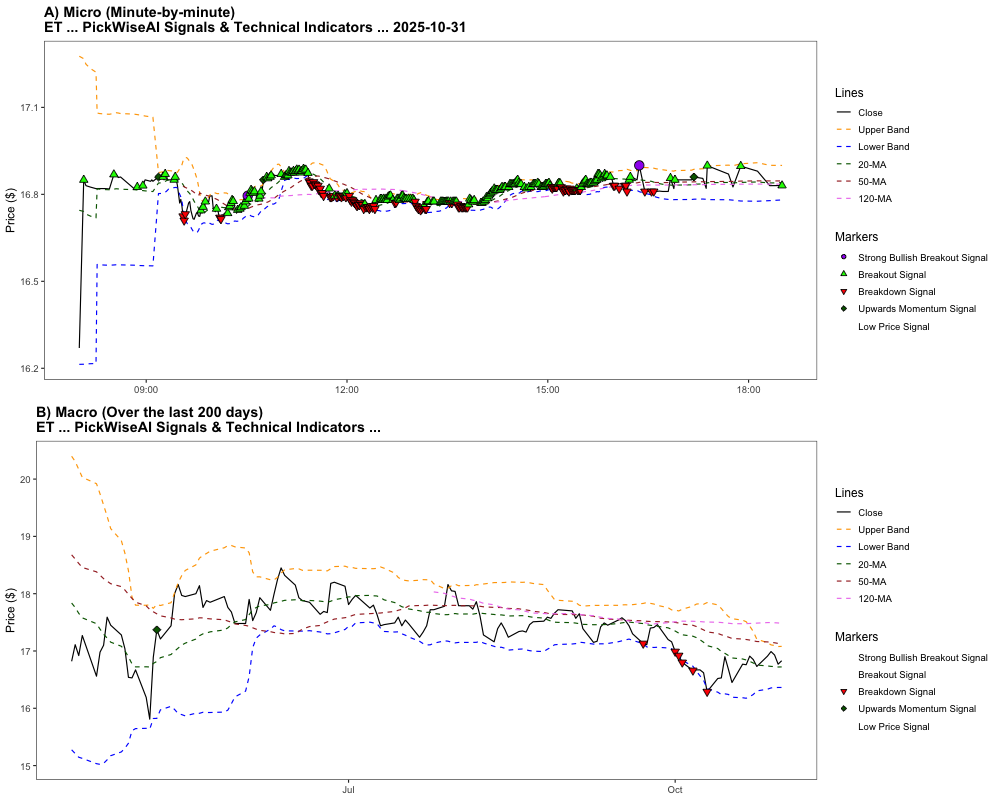 A) Micro (Minute-by-minute)
ET ... PickWiseAI Signals & Technical Indicators ... 2025-10-31
Price ($)
17.1
16.8
16.5
16.2
09:00
12:00
15:00
18:00
Lines
Close
Upper Band
Lower Band
20-MA
50-MA
120-MA
Markers
Strong Bullish Breakout Signal
Breakout Signal
Breakdown Signal
Upwards Momentum Signal
Low Price Signal
B) Macro (Over the last 200 days)
ET ... PickWiseAI Signals & Technical Indicators ...
Price ($)
20
19
18
17
16
15
Jul
Oct
Lines
Close
Upper Band
Lower Band
20-MA
50-MA
120-MA
Markers
Strong Bullish Breakout Signal
Breakout Signal
Breakdown Signal
Upwards Momentum Signal
Low Price Signal